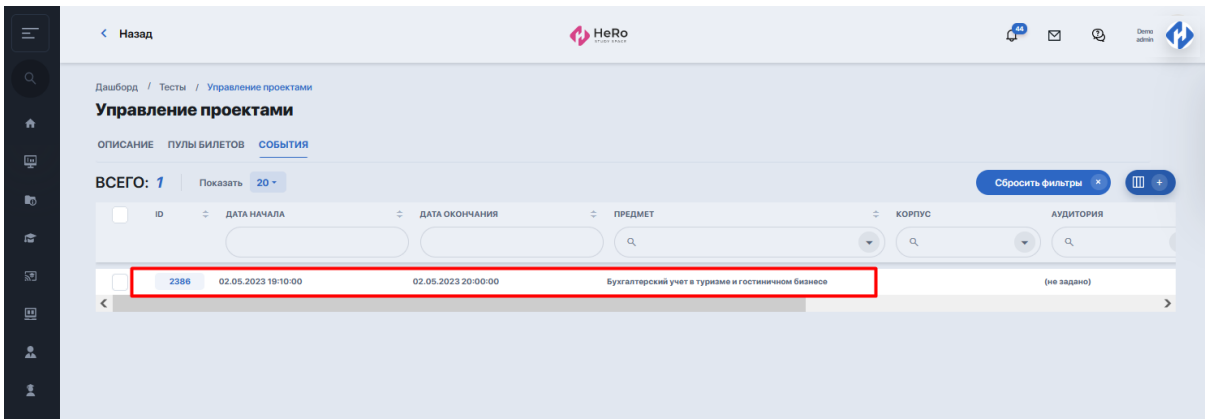 Назад
HeRo
STUDY SPACE
44
Demo
admin
Дашборд / Тесты / Управление проектами
Управление проектами
ОПИСАНИЕ ПУЛЫ БИЛЕТОВ СОБЫТИЯ
ВСЕГО: 1 Показать 20 Сбросить фильтры × +
ID ДАТА НАЧАЛА ДАТА ОКОНЧАНИЯ ПРЕДМЕТ КОРПУС АУДИТОРИЯ
2386 02.05.2023 19:10:00 02.05.2023 20:00:00 Бухгалтерский учет в туризме и гостиничном бизнесе (не задано)